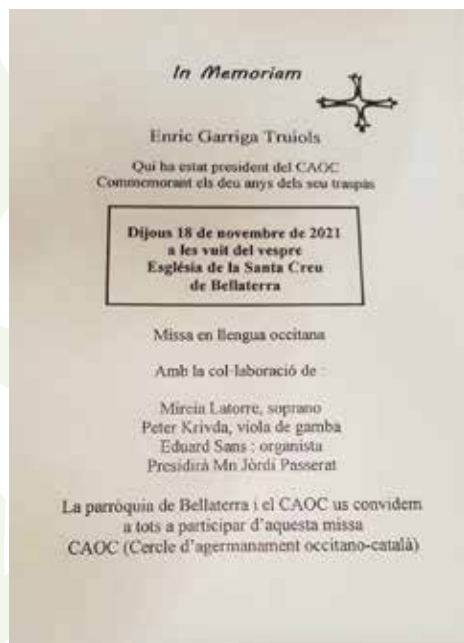 In Memoriam
Enric Garriga Truiols
Qui ha estat president del CAOC
Commemorant els deu anys dels seu traspàs
Dijous 18 de novembre de 2021
a les vuit del vespre
Església de la Santa Creu
de Bellaterra
Missa en llengua occitana
Amb la col·laboració de :
Mircia Latorre, soprano
Peter Krivda, viola de gamba
Eduard Sans : organista
Presidirà Mn Jòrdi Passerat
La parròquia de Bellaterra i el CAOC us convidem
a tots a participar d'aquesta missa
CAOC (Cercle d'agermanament occitano-català)